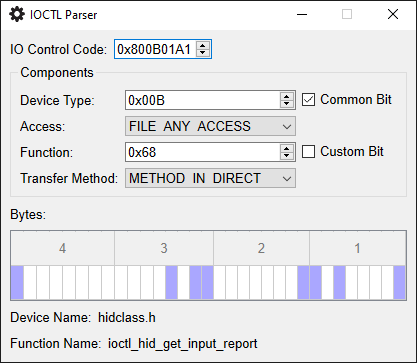 IOCTL Parser
IO Control Code: 0x800B01A1
Components
Device Type: 0x00B Common Bit
Access: FILE_ANY_ACCESS
Function: 0x68 Custom Bit
Transfer Method: METHOD_IN_DIRECT
Bytes:
4 3 2 1
Device Name: hidclass.h
Function Name: ioctl_hid_get_input_report